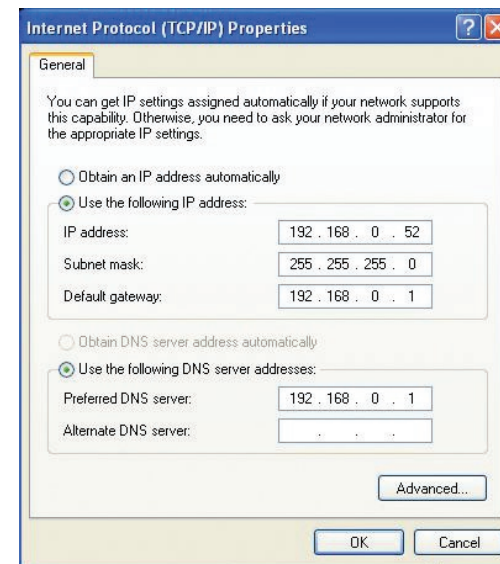 Internet Protocol (TCP/IP) Properties
General
You can get IP settings assigned automatically if your network supports
this capability. Otherwise, you need to ask your network administrator for
the appropriate IP settings.
Obtain an IP address automatically
Use the following IP address:
IP address: 192 . 168 . 0 . 52
Subnet mask: 255 . 255 . 255 . 0
Default gateway: 192 . 168 . 0 . 1
Obtain DNS server address automatically
Use the following DNS server addresses:
Preferred DNS server: 192 . 168 . 0 . 1
Alternate DNS server: . . .
Advanced...
OK Cancel